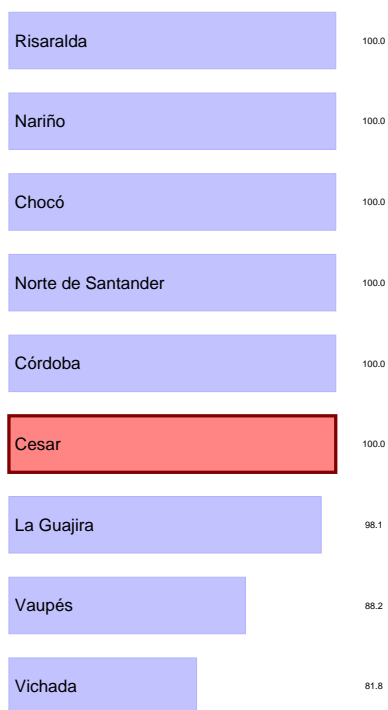 Risaralda 100.0
Nariño 100.0
Chocó 100.0
Norte de Santander 100.0
Córdoba 100.0
Cesar 100.0
La Guajira 98.1
Vaupés 88.2
Vichada 81.8